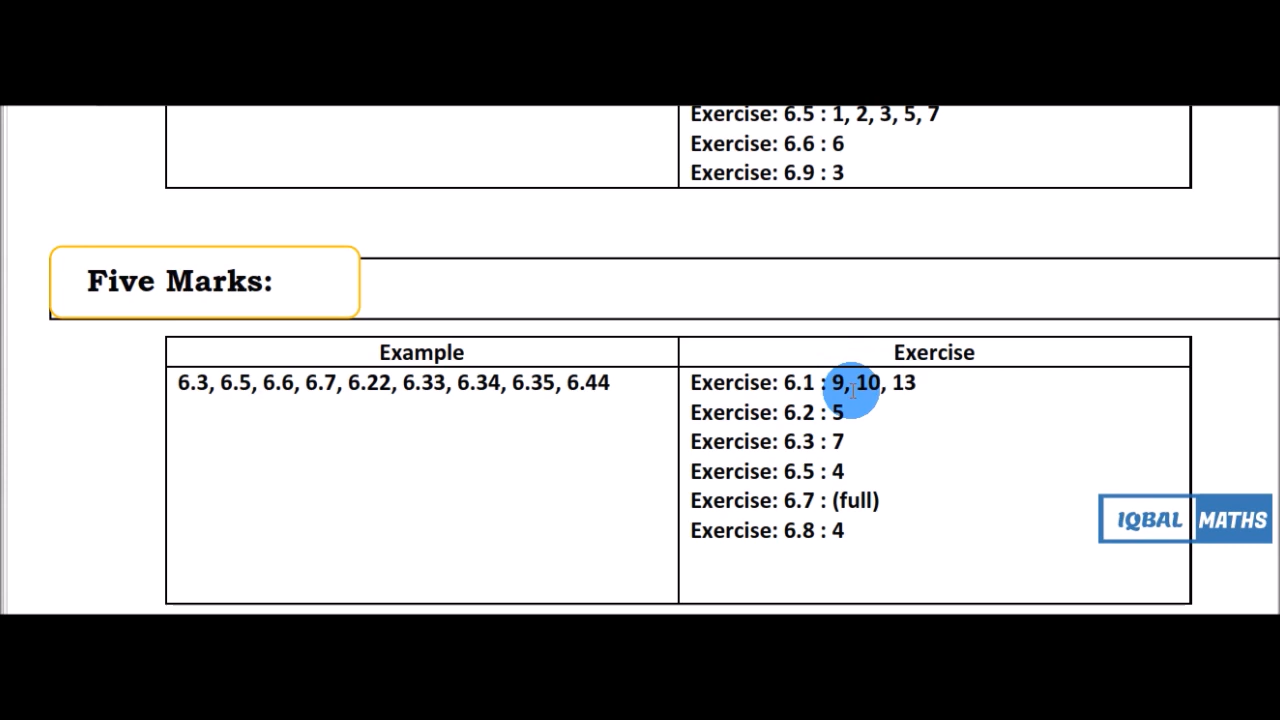 Exercise: 6.5 : 1, 2, 3, 5, 7
Exercise: 6.6 : 6
Exercise: 6.9 : 3
Five Marks:
Example
Exercise
6.3, 6.5, 6.6, 6.7, 6.22, 6.33, 6.34, 6.35, 6.44
Exercise: 6.1 : 9, 10, 13
Exercise: 6.2 : 5
Exercise: 6.3 : 7
Exercise: 6.5 : 4
Exercise: 6.7 : (full)
Exercise: 6.8 : 4
IQBAL MATHS